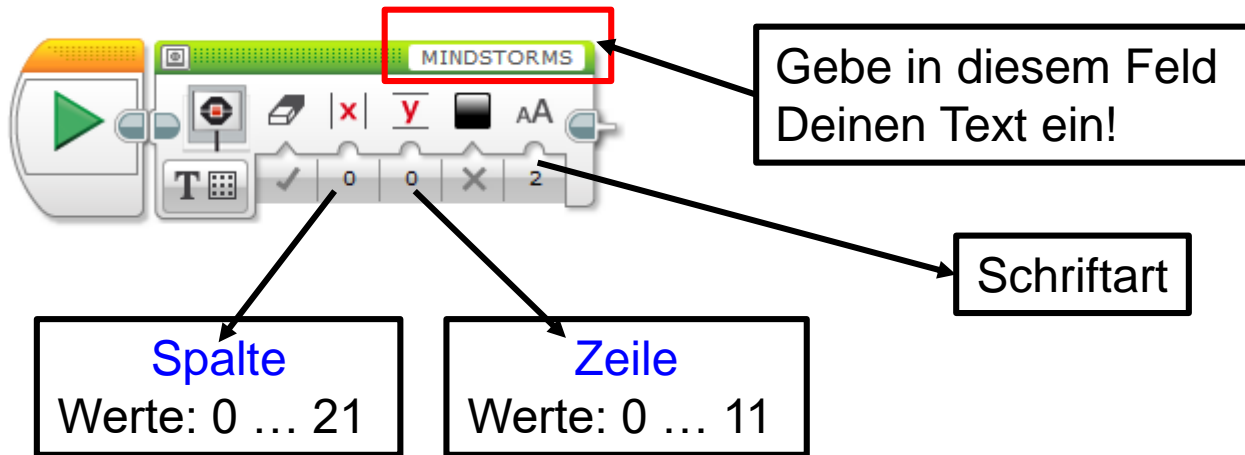 MINDSTORMS
Gebe in diesem Feld
Deinen Text ein!
x y AA
T 0 0 2
Schriftart
Spalte
Werte: 0 … 21
Zeile
Werte: 0 … 11